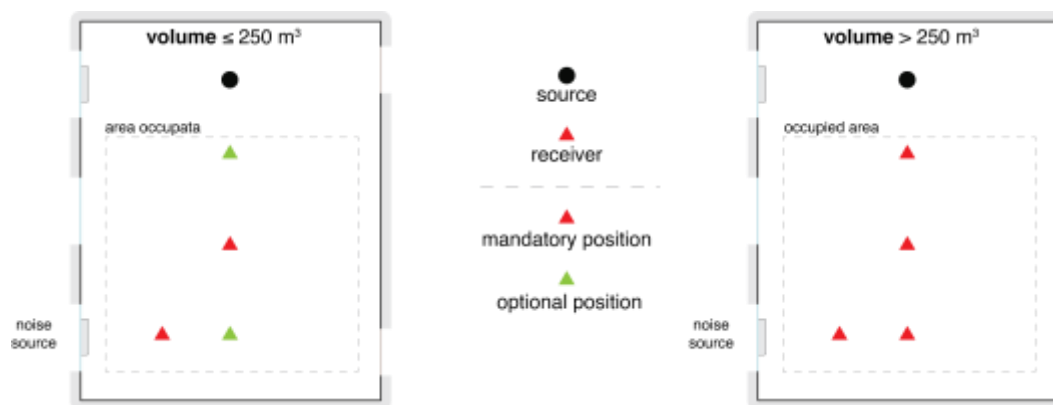 volume ≤ 250 m³
area occupata
noise
source
source
receiver
mandatory position
optional position
volume > 250 m³
occupied area
noise
source